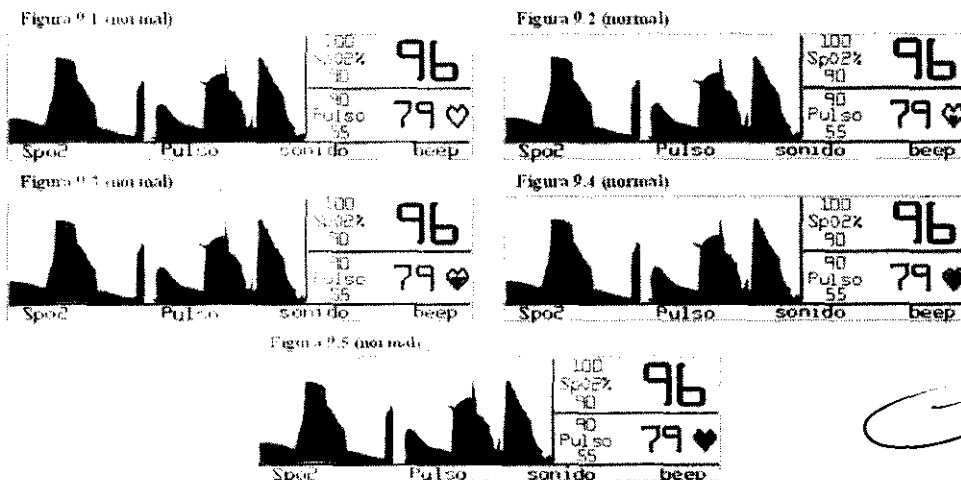 Figura 9.1 (normal)
100
SpO2%
90
96
90
Pulso
55
79
Spo2 Pulso sonido beep
Figura 9.2 (normal)
100
SpO2%
90
96
90
Pulso
55
79
Spo2 Pulso sonido beep
Figura 9.3 (normal)
100
SpO2%
90
96
90
Pulso
55
79
Spo2 Pulso sonido beep
Figura 9.4 (normal)
100
SpO2%
90
96
90
Pulso
55
79
Spo2 Pulso sonido beep
Figura 9.5 (normal)
100
SpO2%
90
96
90
Pulso
55
79
Spo2 Pulso sonido beep